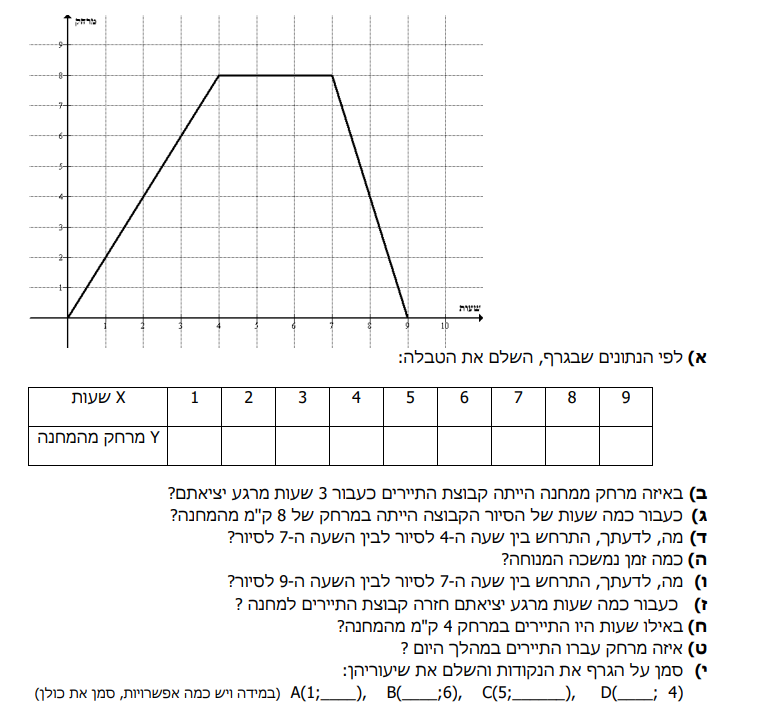 מרחק
9
8
7
6
5
4
3
2
1
שעות
1 2 3 4 5 6 7 8 9 10
א) לפי הנתונים שבגרף, השלם את הטבלה:
X שעות 1 2 3 4 5 6 7 8 9
Y מרחק מהמחנה
ב) באיזה מרחק ממחנה הייתה קבוצת התיירים כעבור 3 שעות מרגע יציאתם?
ג) כעבור כמה שעות של הסיור הקבוצה הייתה במרחק של 8 ק"מ מהמחנה?
ד) מה, לדעתך, התרחש בין שעה ה-4 לסיור לבין השעה ה-7 לסיור?
ה) כמה זמן נמשכה המנוחה?
ו) מה, לדעתך, התרחש בין שעה ה-7 לסיור לבין השעה ה-9 לסיור?
ז) כעבור כמה שעות מרגע יציאתם חזרה קבוצת התיירים למחנה ?
ח) באילו שעות היו התיירים במרחק 4 ק"מ מהמחנה?
ט) איזה מרחק עברו התיירים במהלך היום ?
י) סמן על הגרף את הנקודות והשלם את שיעוריהן:
A(1;____), B(____;6), C(5;______), D(____; 4) (במידה ויש כמה אפשרויות, סמן את כולן)